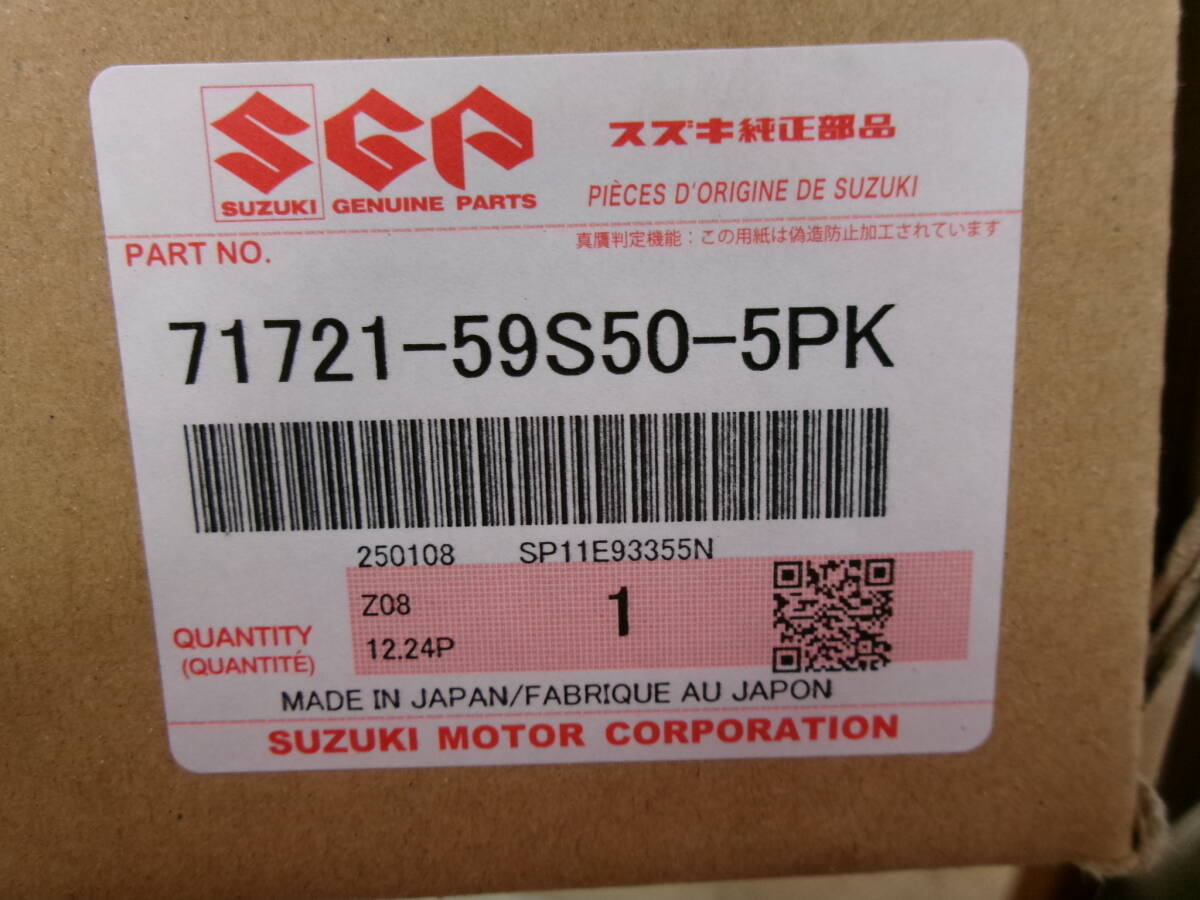 SGP
SUZUKI GENUINE PARTS
スズキ純正部品
PIÈCES D'ORIGINE DE SUZUKI
PART NO.
真贋判定機能：この用紙は偽造防止加工されています
71721-59S50-5PK
250108 SP11E93355N
Z08
1
QUANTITY
(QUANTITÉ)
12.24P
MADE IN JAPAN/FABRIQUE AU JAPON
SUZUKI MOTOR CORPORATION